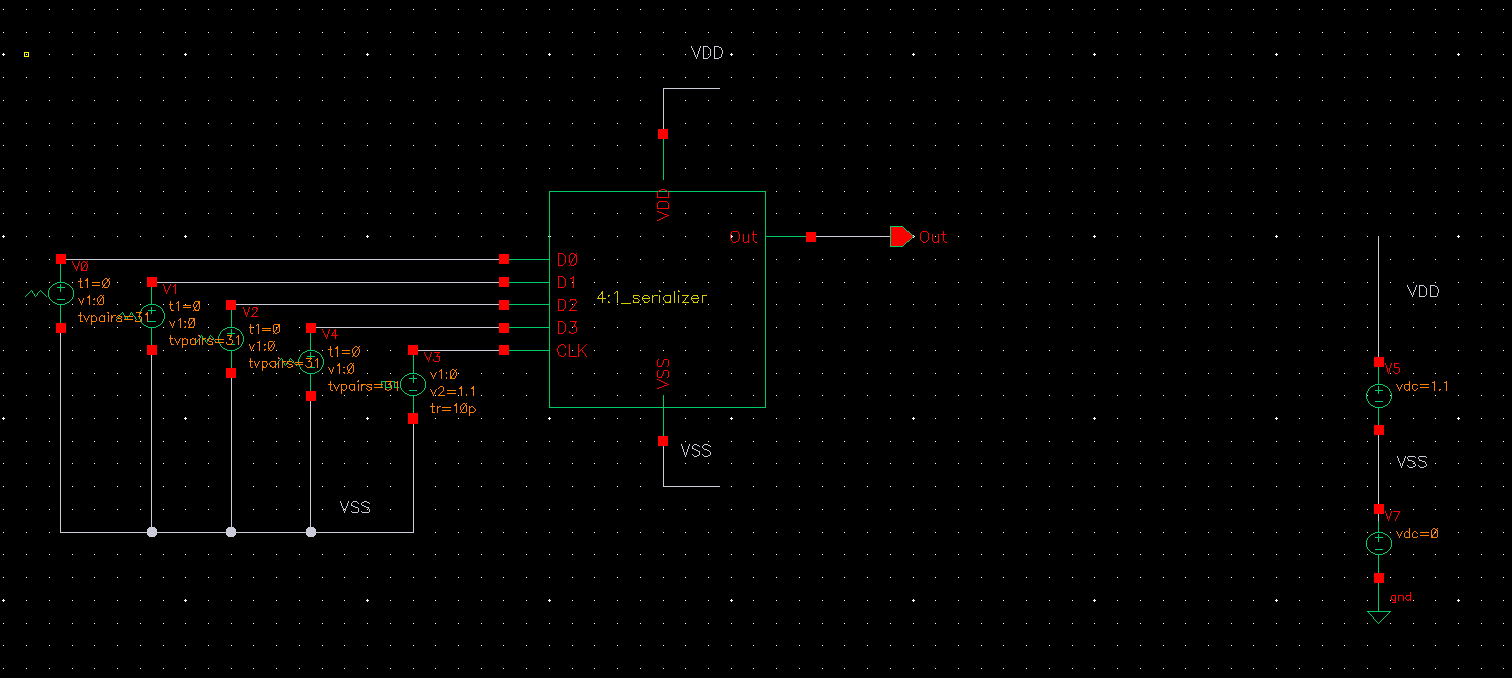 VDD
VDD
Out
Out
D0
D1
D2
D3
CLK
4:1_serializer
VSS
VSS
V0
t1=0
v1:0
tvpairs=31
V1
t1=0
v1:0
tvpairs=31
V2
t1=0
v1:0
tvpairs=31
V4
t1=0
v1:0
tvpairs=31
V3
v1:0
v2=1.1
tr=10p
VSS
VDD
V5
vdc=1.1
VSS
V7
vdc=0
gnd